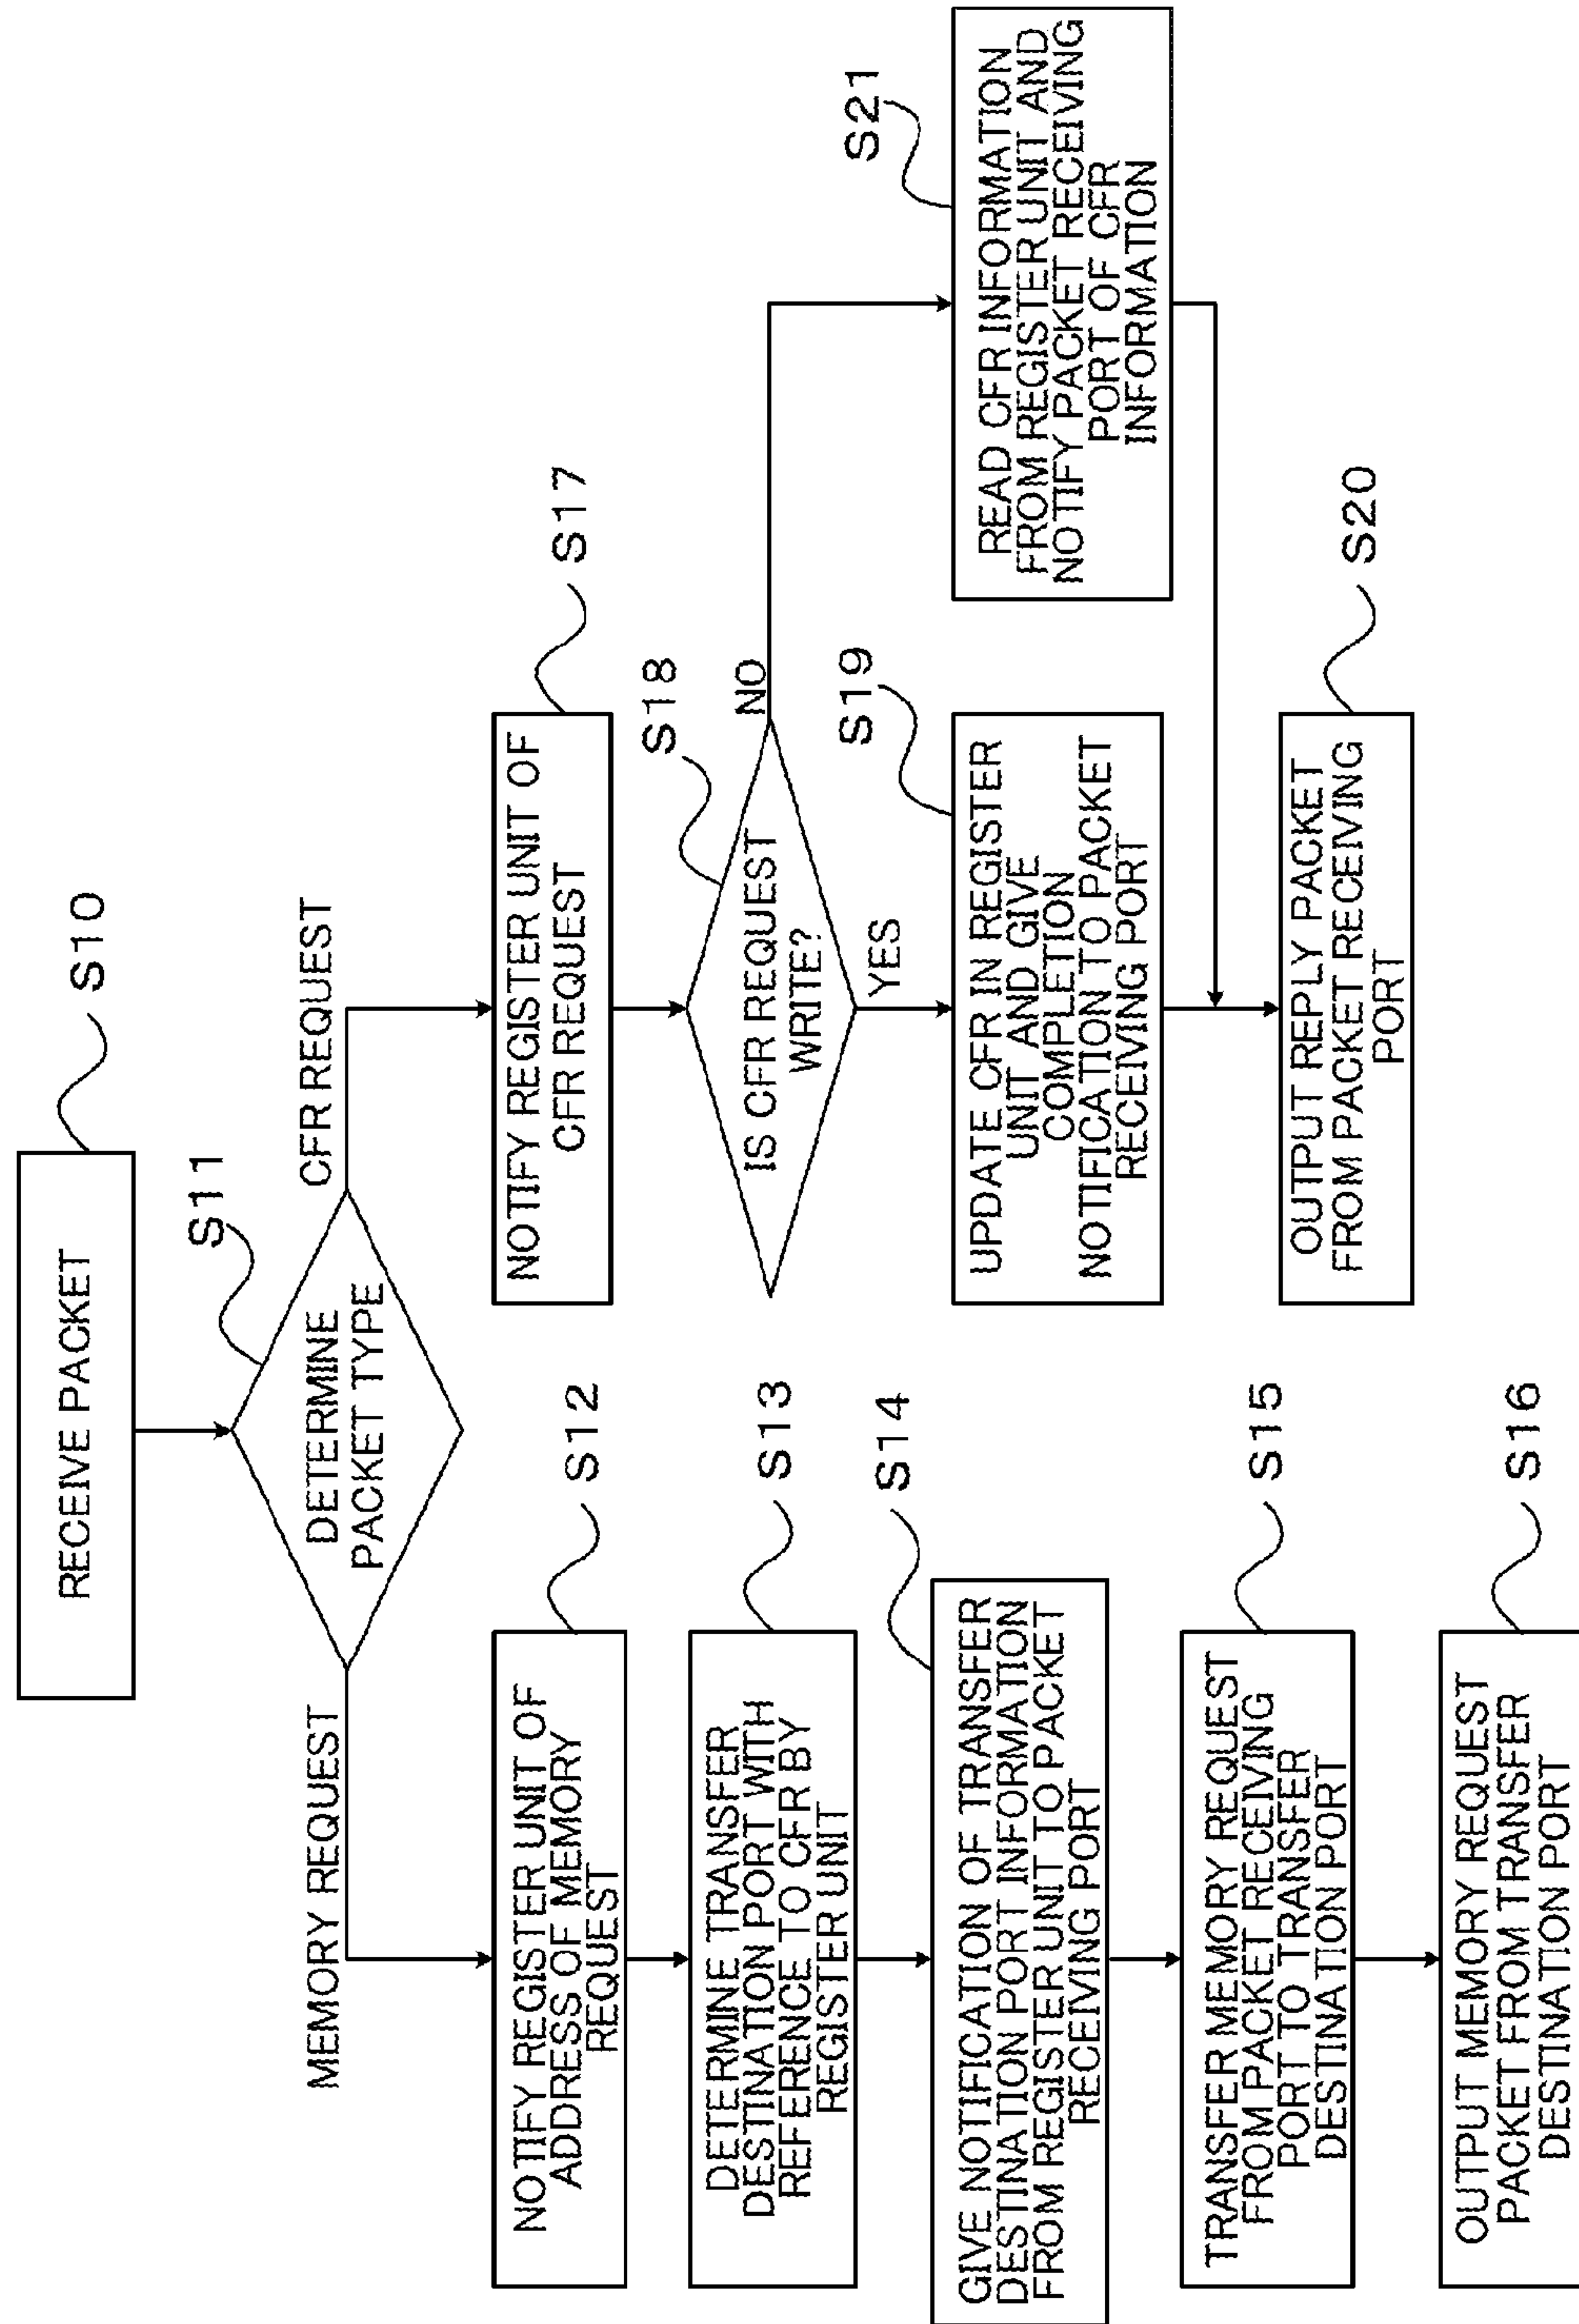 RECEIVE PACKET
S10
DETERMINE
PACKET TYPE
S11
MEMORY REQUEST
CFR REQUEST
NOTIFY REGISTER UNIT OF
ADDRESS OF MEMORY
REQUEST
S12
DETERMINE TRANSFER
DESTINATION PORT WITH
REFERENCE TO CFR BY
REGISTER UNIT
S13
GIVE NOTIFICATION OF TRANSFER
DESTINATION PORT INFORMATION
FROM REGISTER UNIT TO PACKET
RECEIVING PORT
S14
TRANSFER MEMORY REQUEST
FROM PACKET RECEIVING
PORT TO TRANSFER
DESTINATION PORT
S15
OUTPUT MEMORY REQUEST
PACKET FROM TRANSFER
DESTINATION PORT
S16
NOTIFY REGISTER UNIT OF
CFR REQUEST
S17
IS CFR REQUEST
WRITE?
S18
NO
YES
UPDATE CFR IN REGISTER
UNIT AND GIVE
COMPLETION
NOTIFICATION TO PACKET
RECEIVING PORT
S19
READ CFR INFORMATION
FROM REGISTER UNIT AND
NOTIFY PACKET RECEIVING
PORT OF CFR
INFORMATION
S21
OUTPUT REPLY PACKET
FROM PACKET RECEIVING
PORT
S20